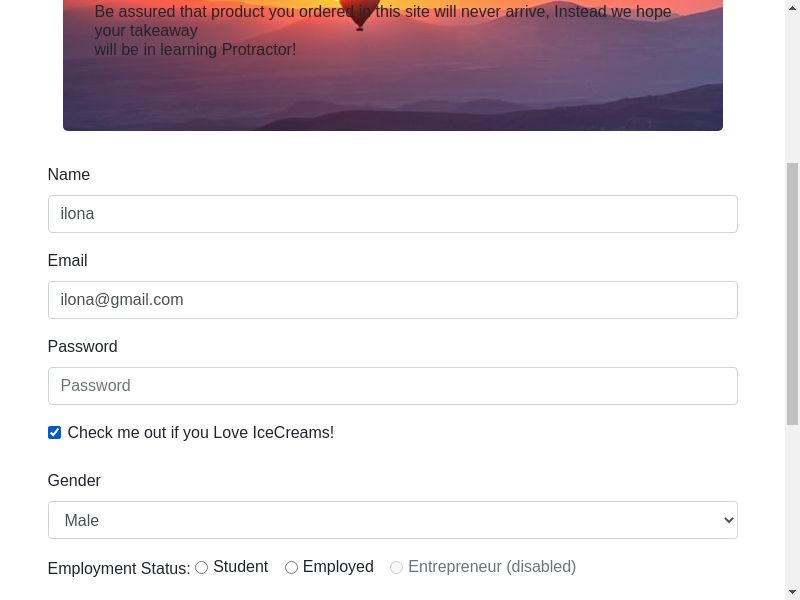 Be assured that product you ordered in this site will never arrive, Instead we hope
your takeaway
will be in learning Protractor!
Name
ilona
Email
ilona@gmail.com
Password
Password
Check me out if you Love IceCreams!
Gender
Male
Employment Status: Student Employed Entrepreneur (disabled)